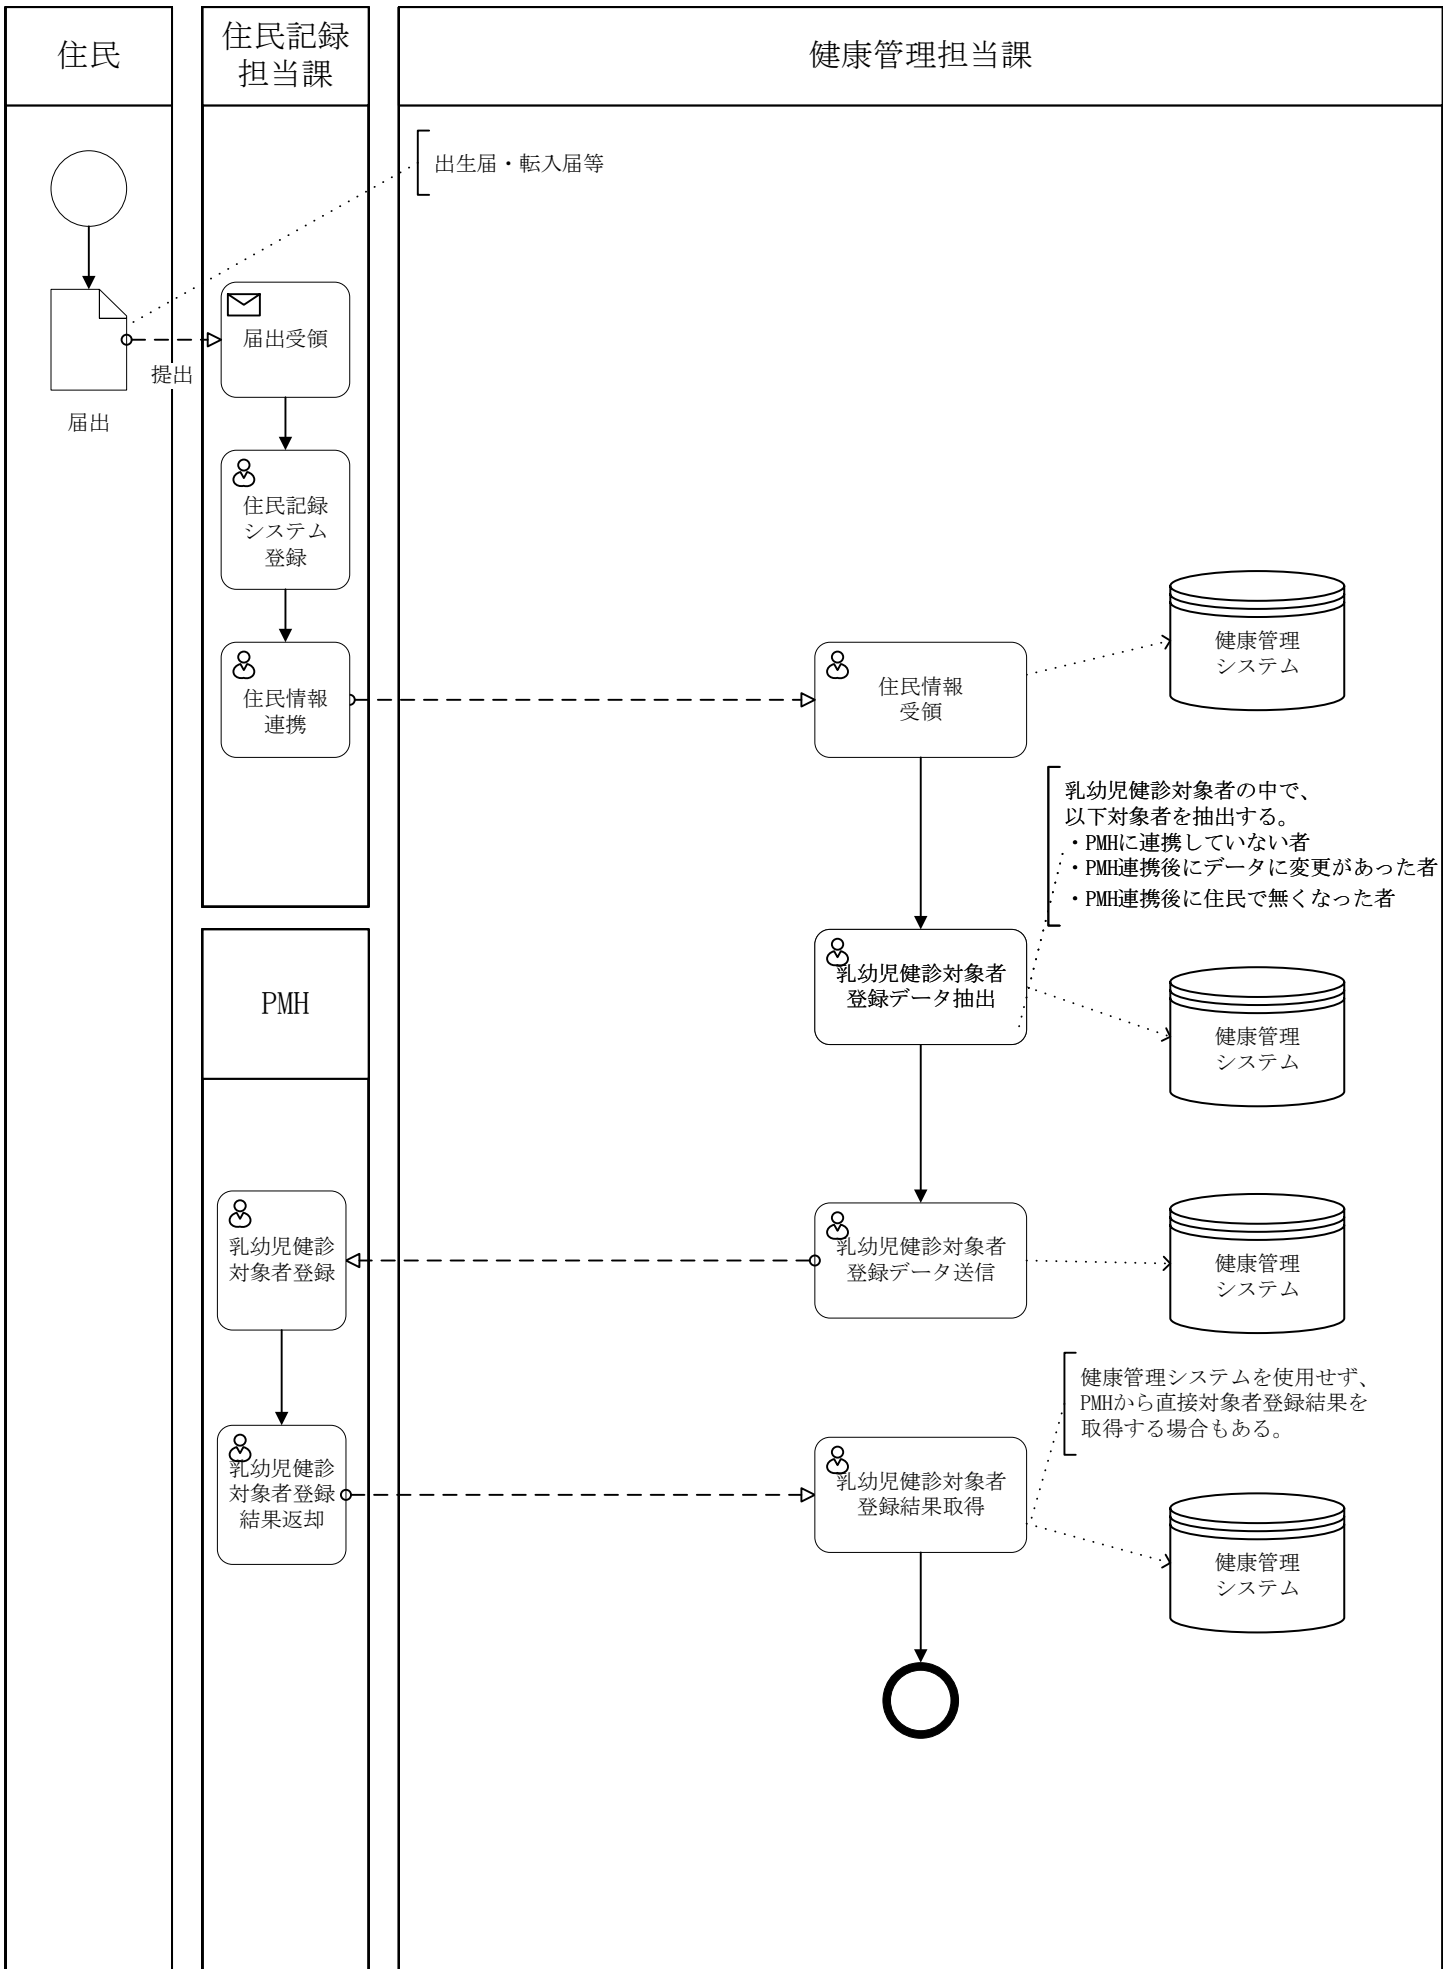 住民
住民記録
担当課
健康管理担当課
出生届・転入届等
届出受領
提出
届出
住民記録
システム
登録
住民情報
連携
住民情報
受領
健康管理
システム
乳幼児健診対象者の中で、
以下対象者を抽出する。
・PMHに連携していない者
・PMH連携後にデータに変更があった者
・PMH連携後に住民で無くなった者
PMH
乳幼児健診対象者
登録データ抽出
健康管理
システム
乳幼児健診
対象者登録
乳幼児健診対象者
登録データ送信
健康管理
システム
健康管理システムを使用せず、
PMHから直接対象者登録結果を
取得する場合もある。
乳幼児健診
対象者登録
結果返却
乳幼児健診対象者
登録結果取得
健康管理
システム